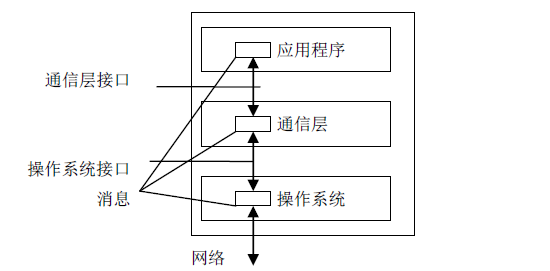 应用程序
通信层接口
通信层
操作系统接口
消息
操作系统
网络